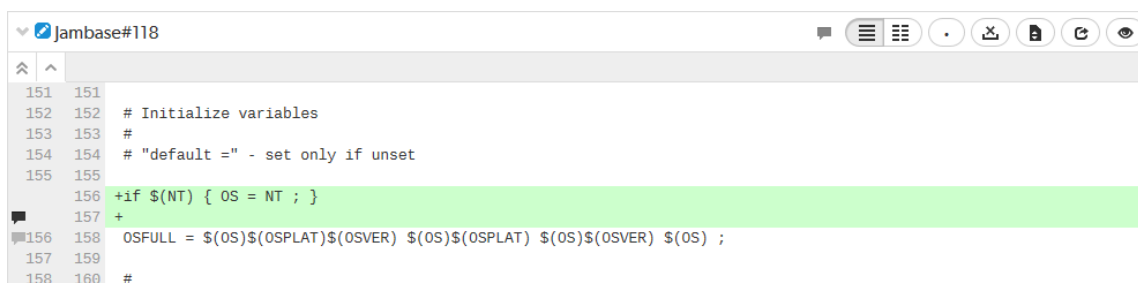 Jambase#118
151 151
152 152 # Initialize variables
153 153 #
154 154 # "default =" - set only if unset
155 155
156 +if $(NT) { OS = NT ; }
157 +
156 158 OSFULL = $(OS)$(OSPLAT)$(OSVER) $(OS)$(OSPLAT) $(OS)$(OSVER) $(OS) ;
157 159
158 160 #